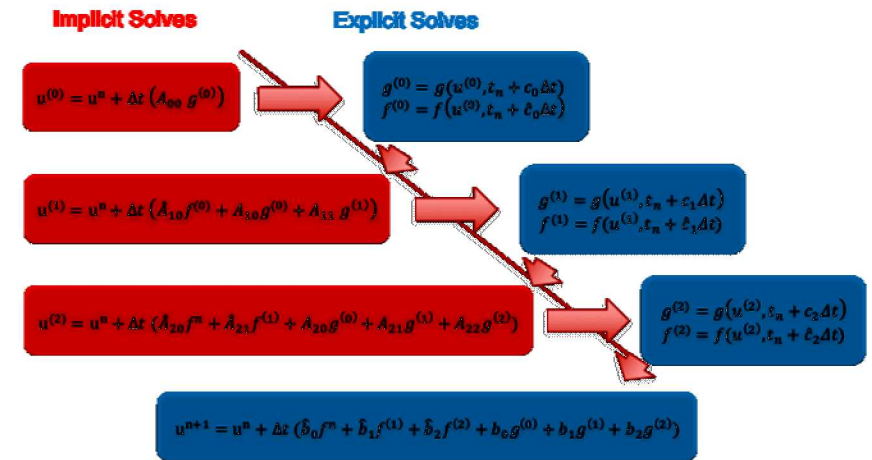 Implicit Solves
Explicit Solves
u⁽⁰⁾ = uⁿ + Δt (A₀₀ g⁽⁰⁾)
g⁽⁰⁾ = g(u⁽⁰⁾, tₙ + c₀Δt)
f⁽⁰⁾ = f(u⁽⁰⁾, tₙ + ĉ₀Δt)
u⁽¹⁾ = uⁿ + Δt (Â₁₀f⁽⁰⁾ + A₁₀g⁽⁰⁾ + A₁₁ g⁽¹⁾)
g⁽¹⁾ = g(u⁽¹⁾, tₙ + c₁Δt)
f⁽¹⁾ = f(u⁽¹⁾, tₙ + ĉ₁Δt)
u⁽²⁾ = uⁿ + Δt (Â₂₀fⁿ + Â₂₁f⁽¹⁾ + A₂₀g⁽⁰⁾ + A₂₁g⁽¹⁾ + A₂₂g⁽²⁾)
g⁽²⁾ = g(u⁽²⁾, tₙ + c₂Δt)
f⁽²⁾ = f(u⁽²⁾, tₙ + ĉ₂Δt)
uⁿ⁺¹ = uⁿ + Δt (b̂₀fⁿ + b̂₁f⁽¹⁾ + b̂₂f⁽²⁾ + b₀g⁽⁰⁾ + b₁g⁽¹⁾ + b₂g⁽²⁾)